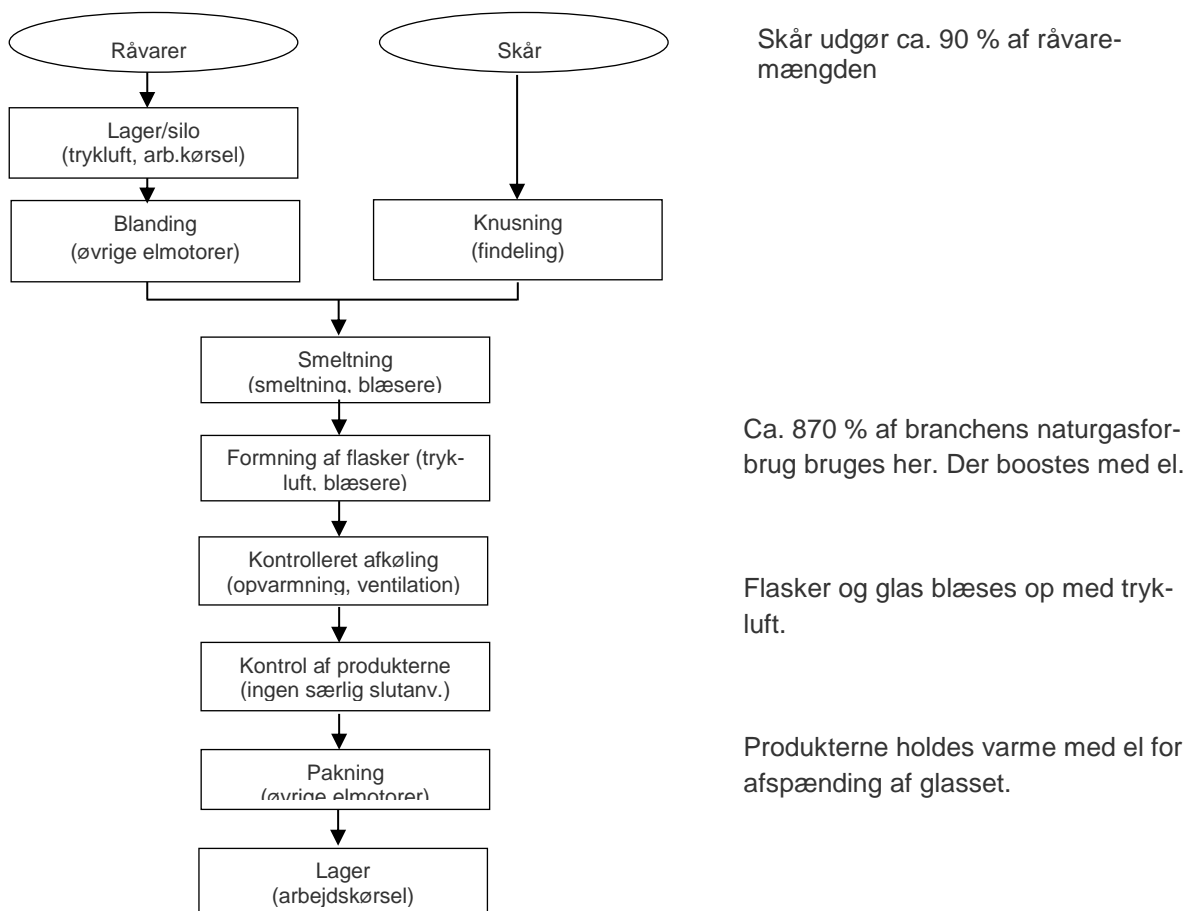 Råvarer
Skår
Skår udgør ca. 90 % af råvare-
mængden
Lager/silo
(trykluft, arb.kørsel)
Blanding
(øvrige elmotorer)
Knusning
(findeling)
Smeltning
(smeltning, blæsere)
Formning af flasker (tryk-
luft, blæsere)
Ca. 870 % af branchens naturgasfor-
brug bruges her. Der boostes med el.
Kontrolleret afkøling
(opvarmning, ventilation)
Flasker og glas blæses op med tryk-
luft.
Kontrol af produkterne
(ingen særlig slutanv.)
Pakning
(øvrige elmotorer)
Produkterne holdes varme med el for
afspænding af glasset.
Lager
(arbejdskørsel)